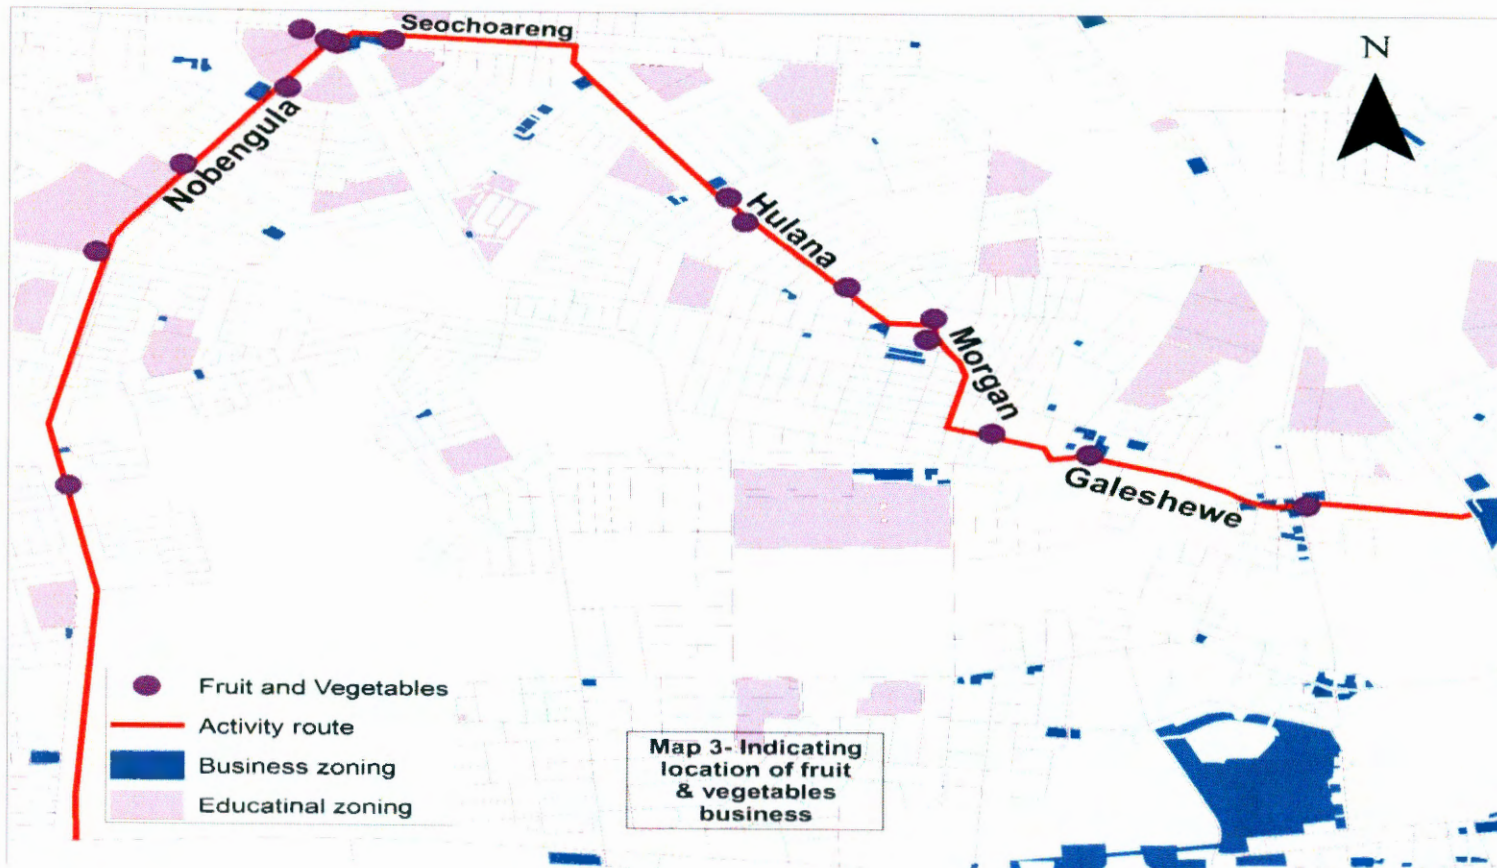 Seochoareng
N
Nobengula
Hulana
Morgan
Galeshewe
Fruit and Vegetables
Activity route
Business zoning
Educatinal zoning
Map 3- Indicating
location of fruit
& vegetables
business